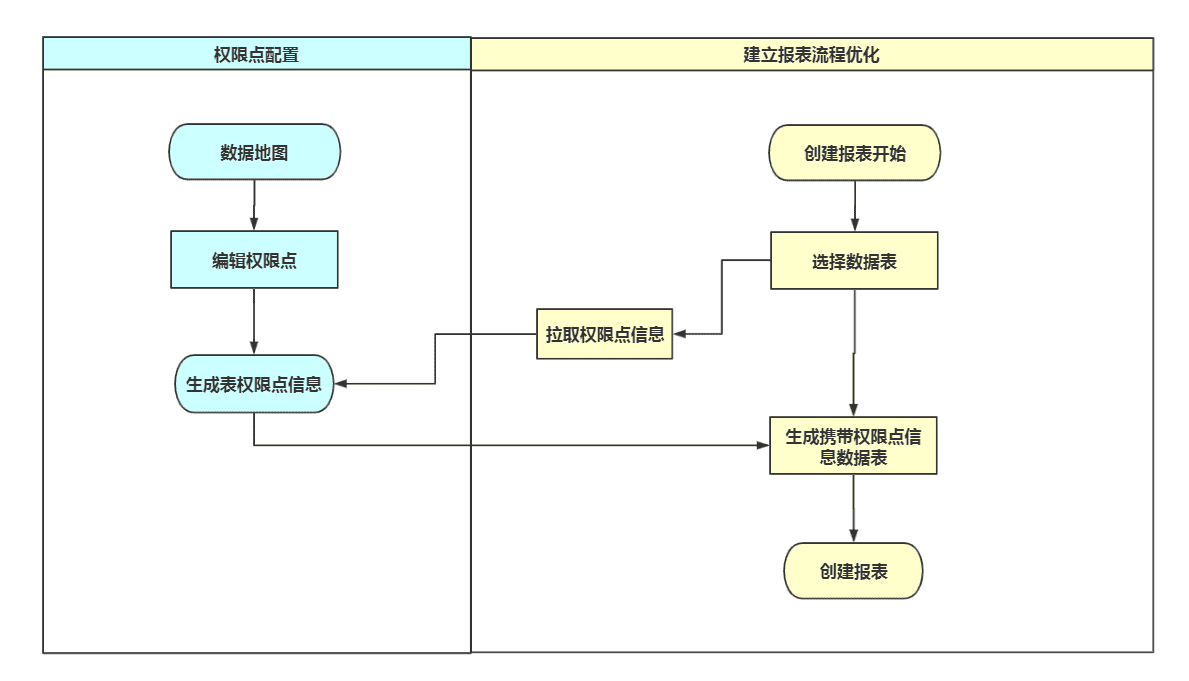 权限点配置
建立报表流程优化
数据地图
创建报表开始
编辑权限点
选择数据表
拉取权限点信息
生成表权限点信息
生成携带权限点信
息数据表
创建报表